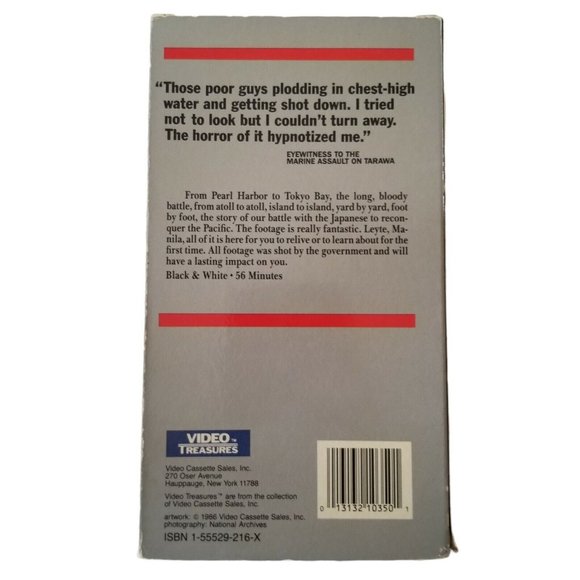 “Those poor guys plodding in chest-high
water and getting shot down. I tried
not to look but I couldn’t turn away.
The horror of it hypnotized me.”
EYEWITNESS TO THE
MARINE ASSAULT ON TARAWA
From Pearl Harbor to Tokyo Bay, the long, bloody
battle, from atoll to atoll, island to island, yard by yard, foot
by foot, the story of our battle with the Japanese to recon-
quer the Pacific. The footage is really fantastic. Leyte, Ma-
nila, all of it is here for you to relive or to learn about for the
first time. All footage was shot by the government and will
have a lasting impact on you.
Black & White • 56 Minutes
VIDEO™
TREASURES
Video Cassette Sales, Inc.
270 Oser Avenue
Hauppauge, New York 11788
Video Treasures™ are from the collection
of Video Cassette Sales, Inc.
artwork: © 1986 Video Cassette Sales, Inc.
photography: National Archives
ISBN 1-55529-216-X
0 13132 10350 1